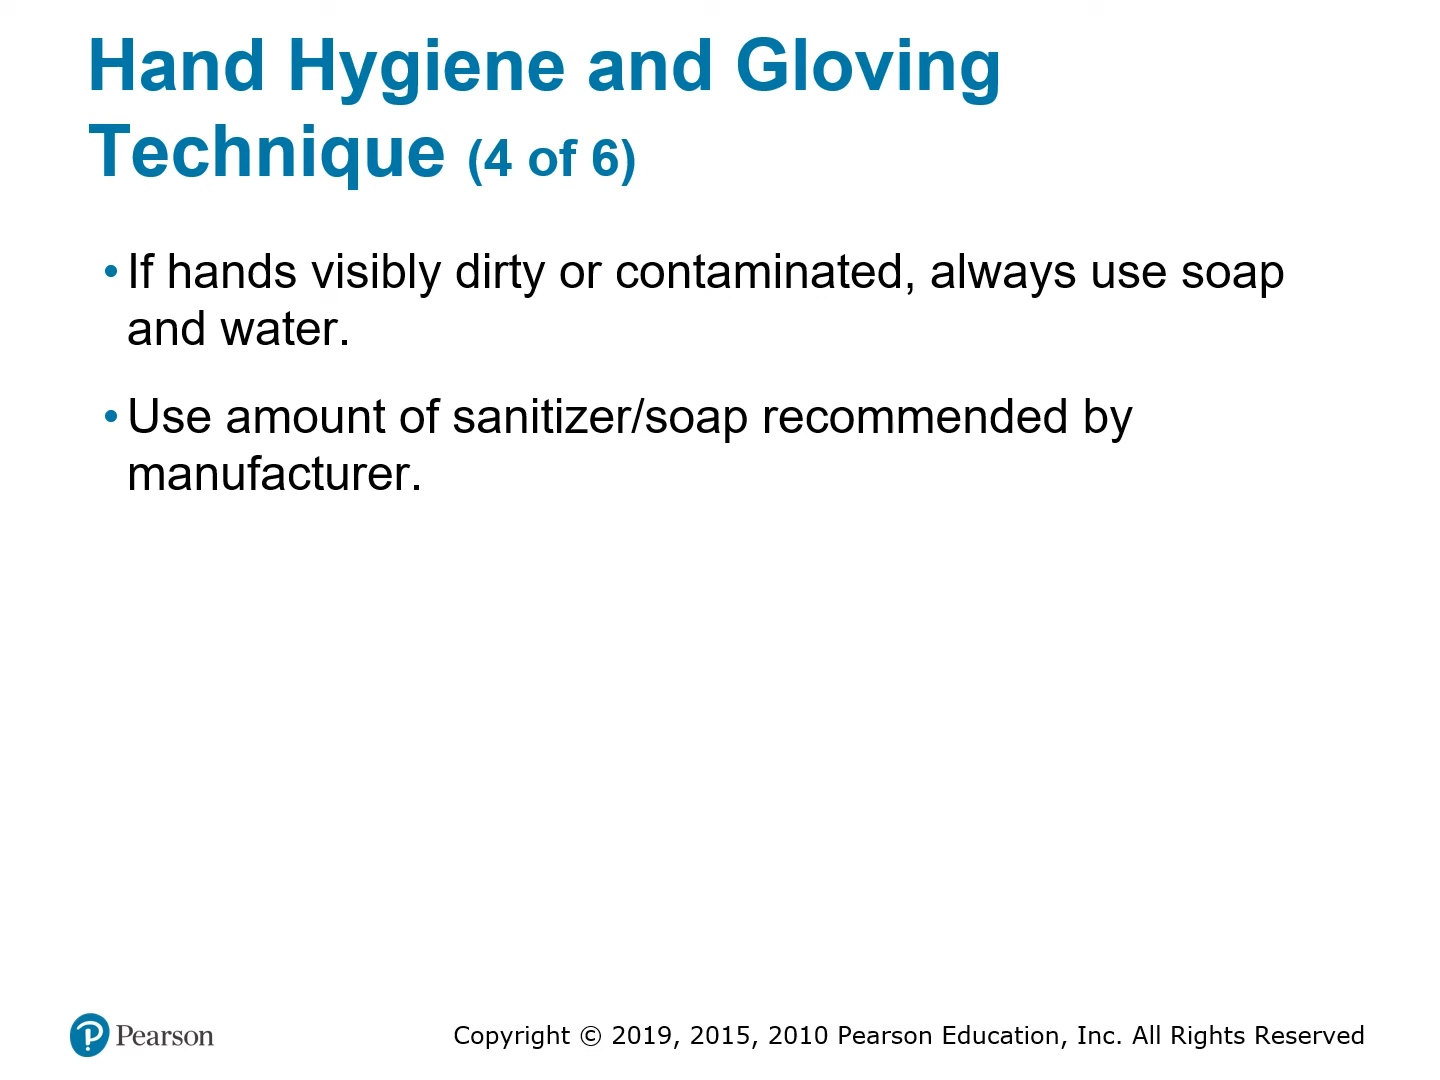 Hand Hygiene and Gloving
Technique (4 of 6)
• If hands visibly dirty or contaminated, always use soap
and water.
• Use amount of sanitizer/soap recommended by
manufacturer.
P Pearson
Copyright © 2019, 2015, 2010 Pearson Education, Inc. All Rights Reserved